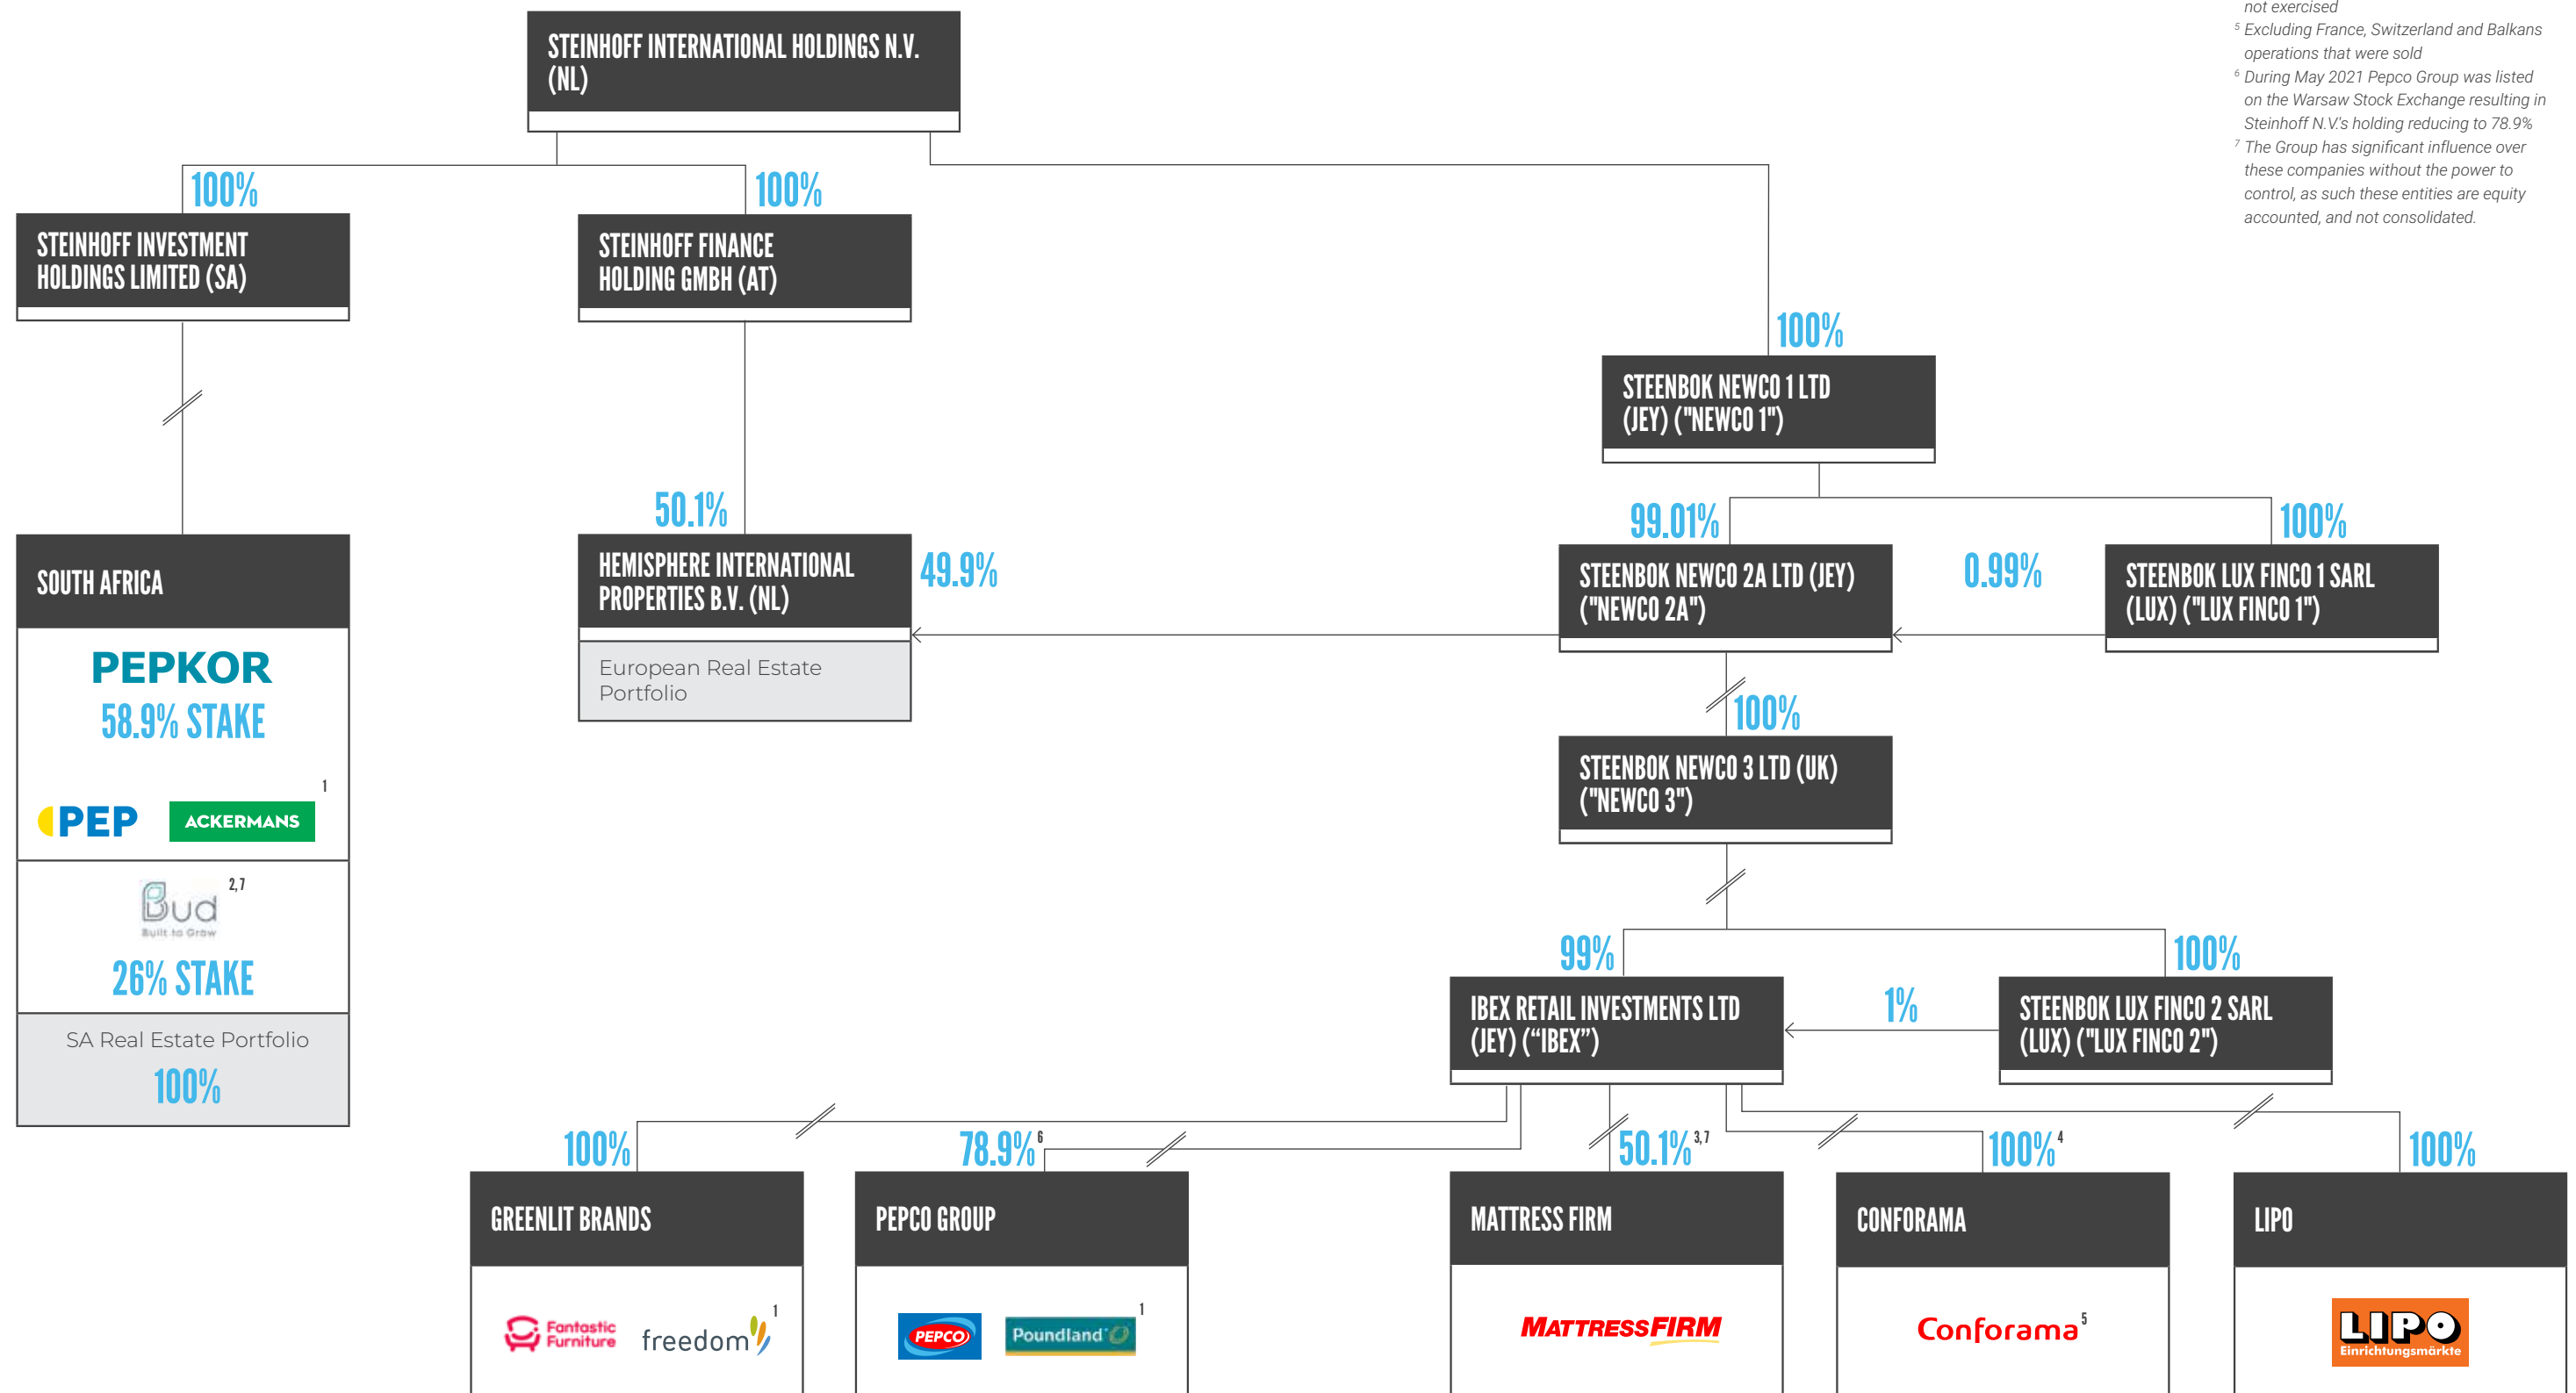 not exercised
5 Excluding France, Switzerland and Balkans
operations that were sold
6 During May 2021 Pepco Group was listed
on the Warsaw Stock Exchange resulting in
Steinhoff N.V.'s holding reducing to 78.9%
7 The Group has significant influence over
these companies without the power to
control, as such these entities are equity
accounted, and not consolidated.
STEINHOFF INTERNATIONAL HOLDINGS N.V.
(NL)
100%
STEINHOFF INVESTMENT
HOLDINGS LIMITED (SA)
100%
STEINHOFF FINANCE
HOLDING GMBH (AT)
100%
STEENBOK NEWCO 1 LTD
(JEY) ("NEWCO 1")
SOUTH AFRICA
PEPKOR
58.9% STAKE
1
PEP
ACKERMANS
Bud 2, 7
Built to Grow
26% STAKE
SA Real Estate Portfolio
100%
50.1%
HEMISPHERE INTERNATIONAL
PROPERTIES B.V. (NL)
49.9%
European Real Estate
Portfolio
99.01%
STEENBOK NEWCO 2A LTD (JEY)
("NEWCO 2A")
0.99%
100%
STEENBOK LUX FINCO 1 SARL
(LUX) ("LUX FINCO 1")
100%
STEENBOK NEWCO 3 LTD (UK)
("NEWCO 3")
99%
IBEX RETAIL INVESTMENTS LTD
(JEY) (“IBEX”)
1%
100%
STEENBOK LUX FINCO 2 SARL
(LUX) ("LUX FINCO 2")
100%
GREENLIT BRANDS
Fantastic
Furniture
freedom 1
78.9% 6
PEPCO GROUP
PEPCO
Poundland 1
50.1% 3, 7
MATTRESS FIRM
MATTRESSFIRM
100% 4
CONFORAMA
Conforama 5
100%
LIPO
LIPO
Einrichtungsmärkte